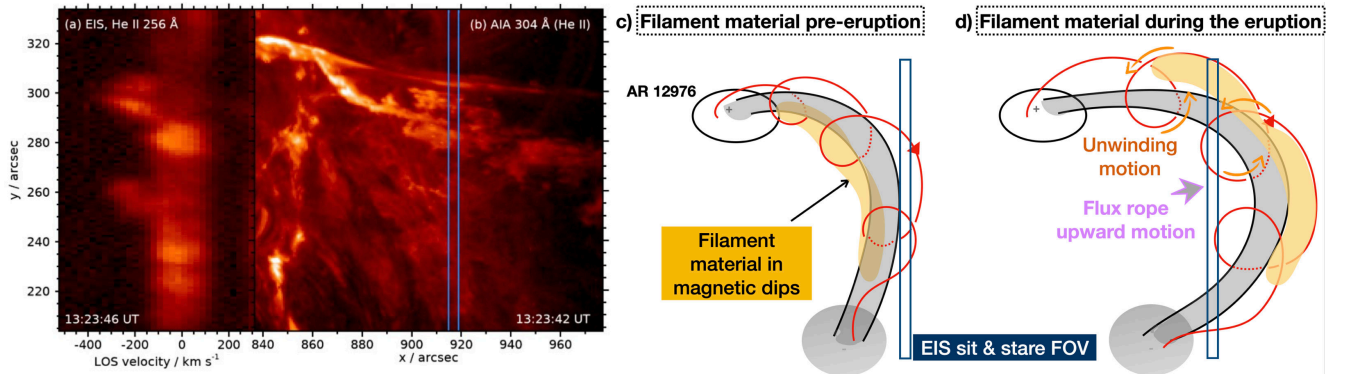 (a) EIS, He II 256 Å
(b) AIA 304 Å (He II)
320
300
280
260
240
220
y / arcsec
13:23:46 UT
13:23:42 UT
-400 -200 0 200
840 860 880 900 920 940 960
LOS velocity / km s⁻¹
x / arcsec
c) Filament material pre-eruption
AR 12976
+
Filament
material in
magnetic dips
-
EIS sit & stare FOV
d) Filament material during the eruption
+
Unwinding
motion
Flux rope
upward motion
-